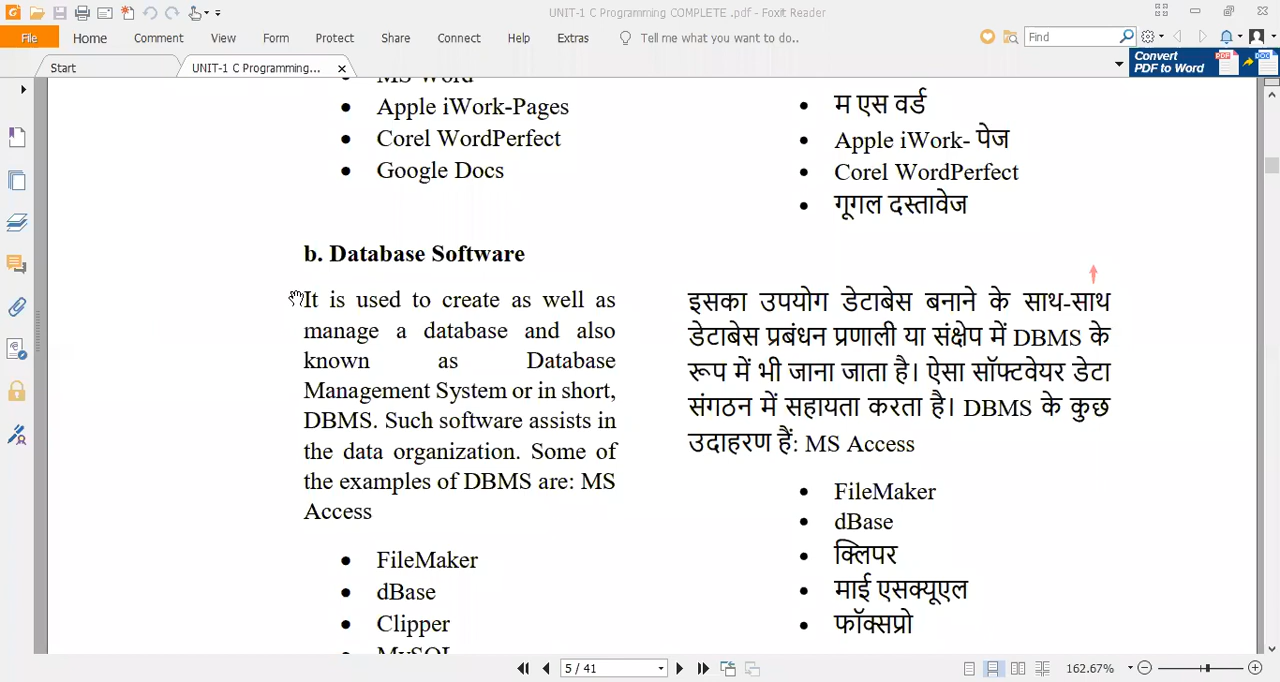 UNIT-1 C Programming COMPLETE .pdf - Foxit Reader
File Home Comment View Form Protect Share Connect Help Extras Tell me what you want to do.. Find
Start UNIT-1 C Programming...
Convert
PDF to Word
MS Word
• Apple iWork-Pages
• Corel WordPerfect
• Google Docs
b. Database Software
It is used to create as well as
manage a database and also
known as Database
Management System or in short,
DBMS. Such software assists in
the data organization. Some of
the examples of DBMS are: MS
Access
• FileMaker
• dBase
• Clipper
MySQL
• म एस वर्ड
• Apple iWork- पेज
• Corel WordPerfect
• गूगल दस्तावेज
इसका उपयोग डेटाबेस बनाने के साथ-साथ
डेटाबेस प्रबंधन प्रणाली या संक्षेप में DBMS के
रूप में भी जाना जाता है। ऐसा सॉफ्टवेयर डेटा
संगठन में सहायता करता है। DBMS के कुछ
उदाहरण हैं: MS Access
• FileMaker
• dBase
• क्लिपर
• माई एसक्यूएल
• फॉक्सप्रो
5 / 41
162.67%